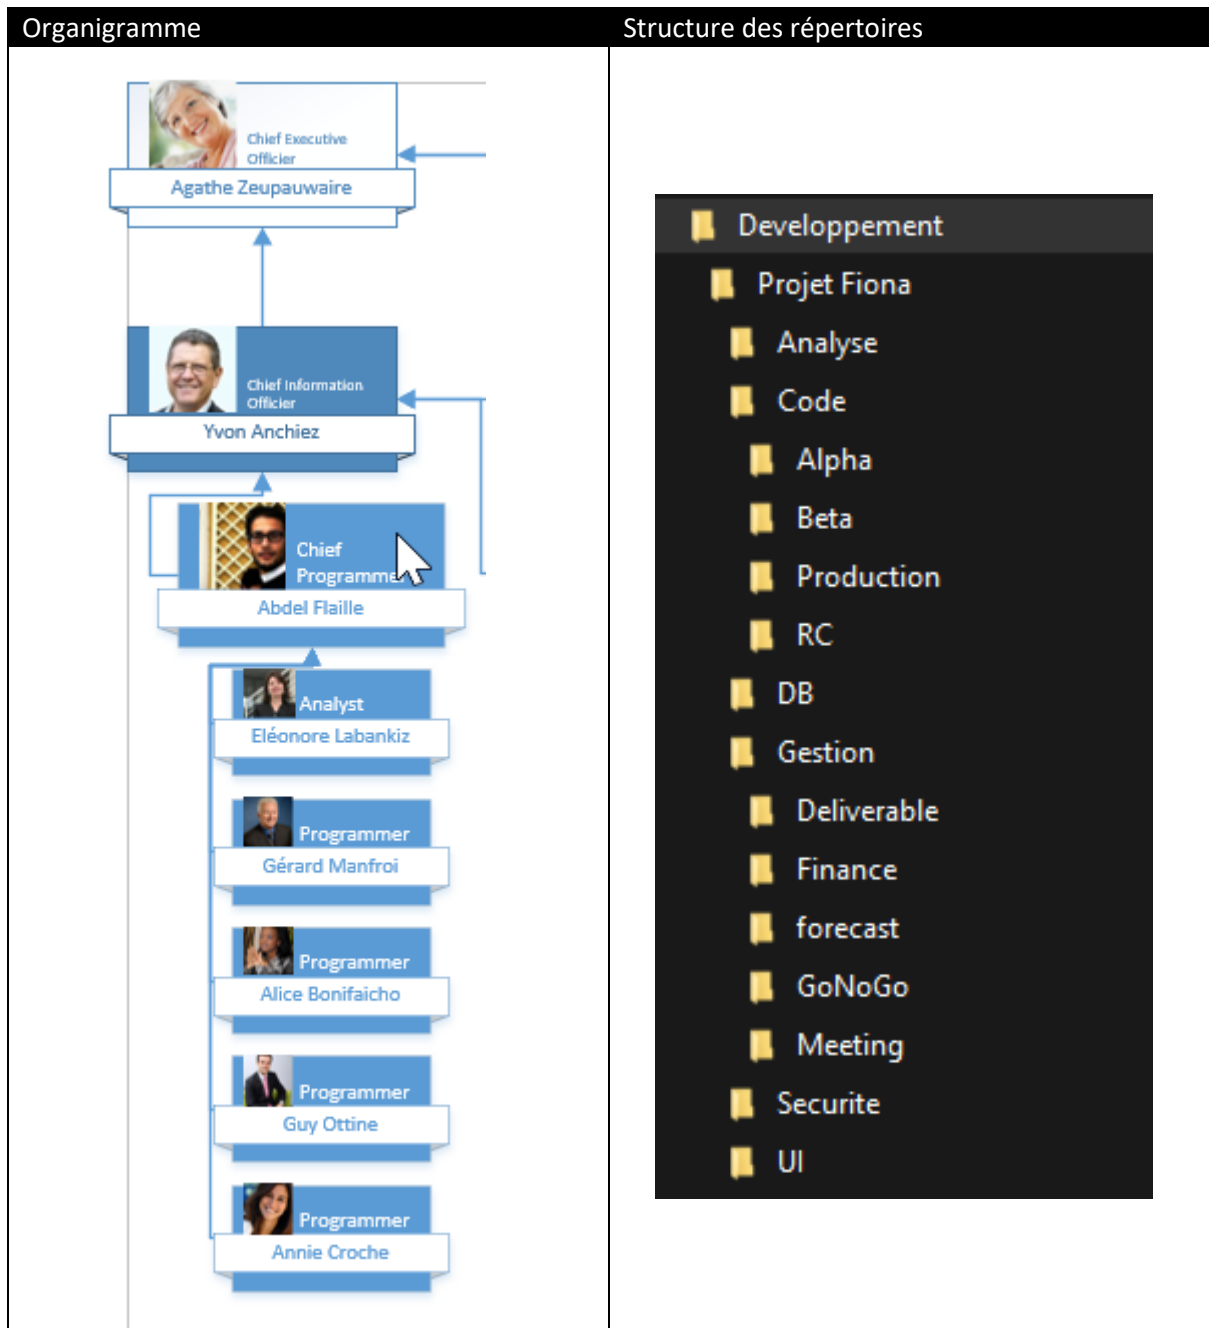 Organigramme
Structure des répertoires
Chief Executive
Officier
Agathe Zeupauwaire
Chief Information
Officier
Yvon Anchiez
Chief
Programmer
Abdel Flaille
Analyst
Eléonore Labankiz
Programmer
Gérard Manfroi
Programmer
Alice Bonifaicho
Programmer
Guy Ottine
Programmer
Annie Croche
Developpement
Projet Fiona
Analyse
Code
Alpha
Beta
Production
RC
DB
Gestion
Deliverable
Finance
forecast
GoNoGo
Meeting
Securite
UI